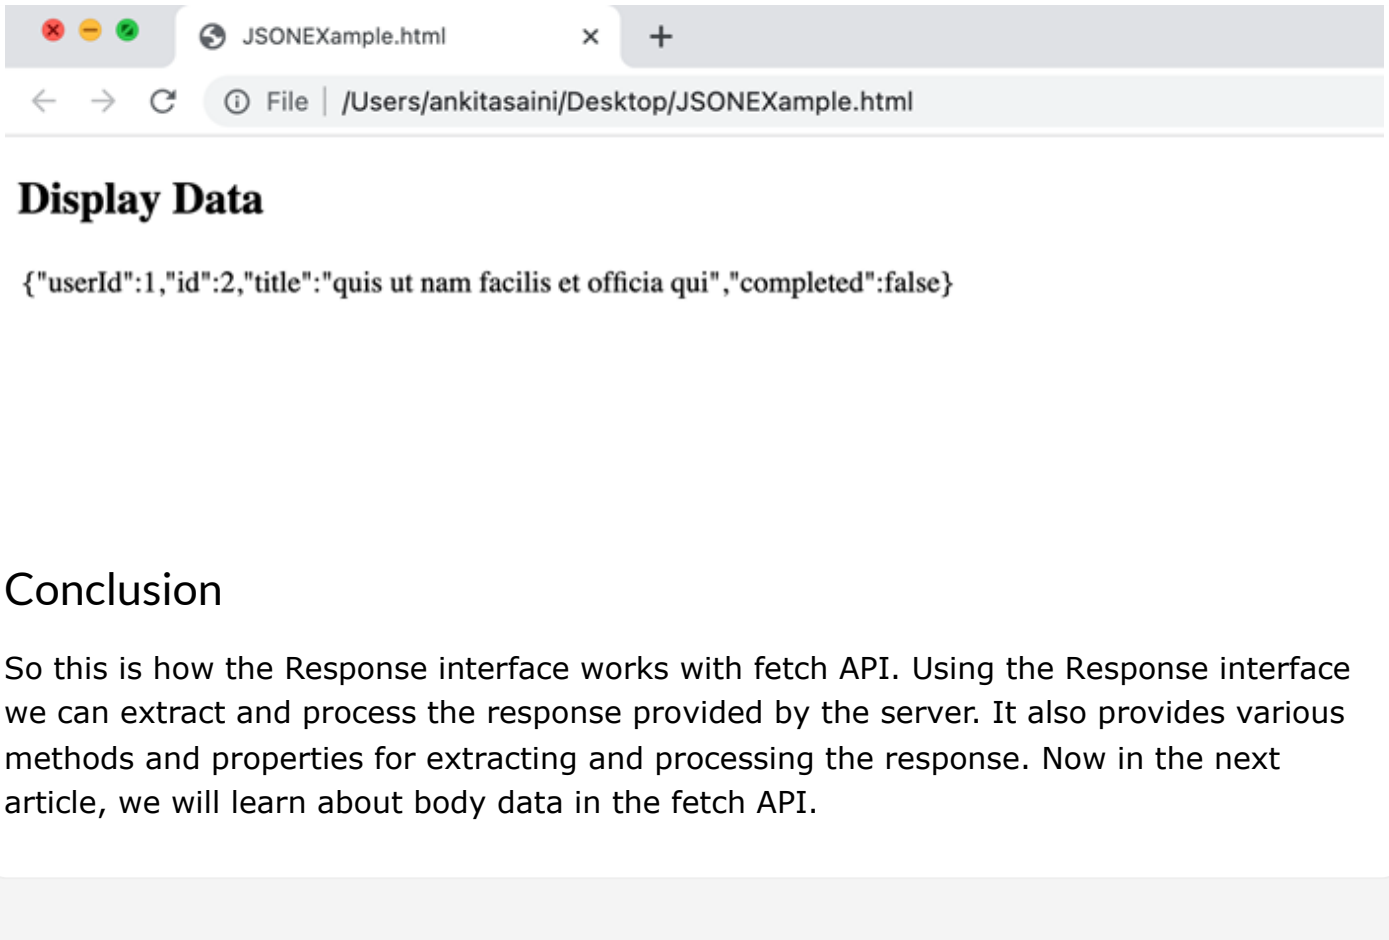 JSONEXample.html
File | /Users/ankitasaini/Desktop/JSONEXample.html
Display Data
{"userId":1,"id":2,"title":"quis ut nam facilis et officia qui","completed":false}
Conclusion
So this is how the Response interface works with fetch API. Using the Response interface
we can extract and process the response provided by the server. It also provides various
methods and properties for extracting and processing the response. Now in the next
article, we will learn about body data in the fetch API.